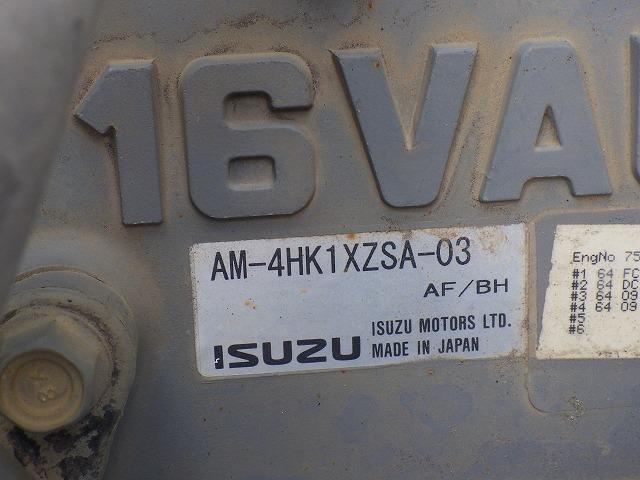 16VA
AM-4HK1XZSA-03
AF/BH
ISUZU
ISUZU MOTORS LTD.
MADE IN JAPAN
EngNo 75
#1 64 FC
#2 64 DC
#3 64 09
#4 64 09
#5
#6
8